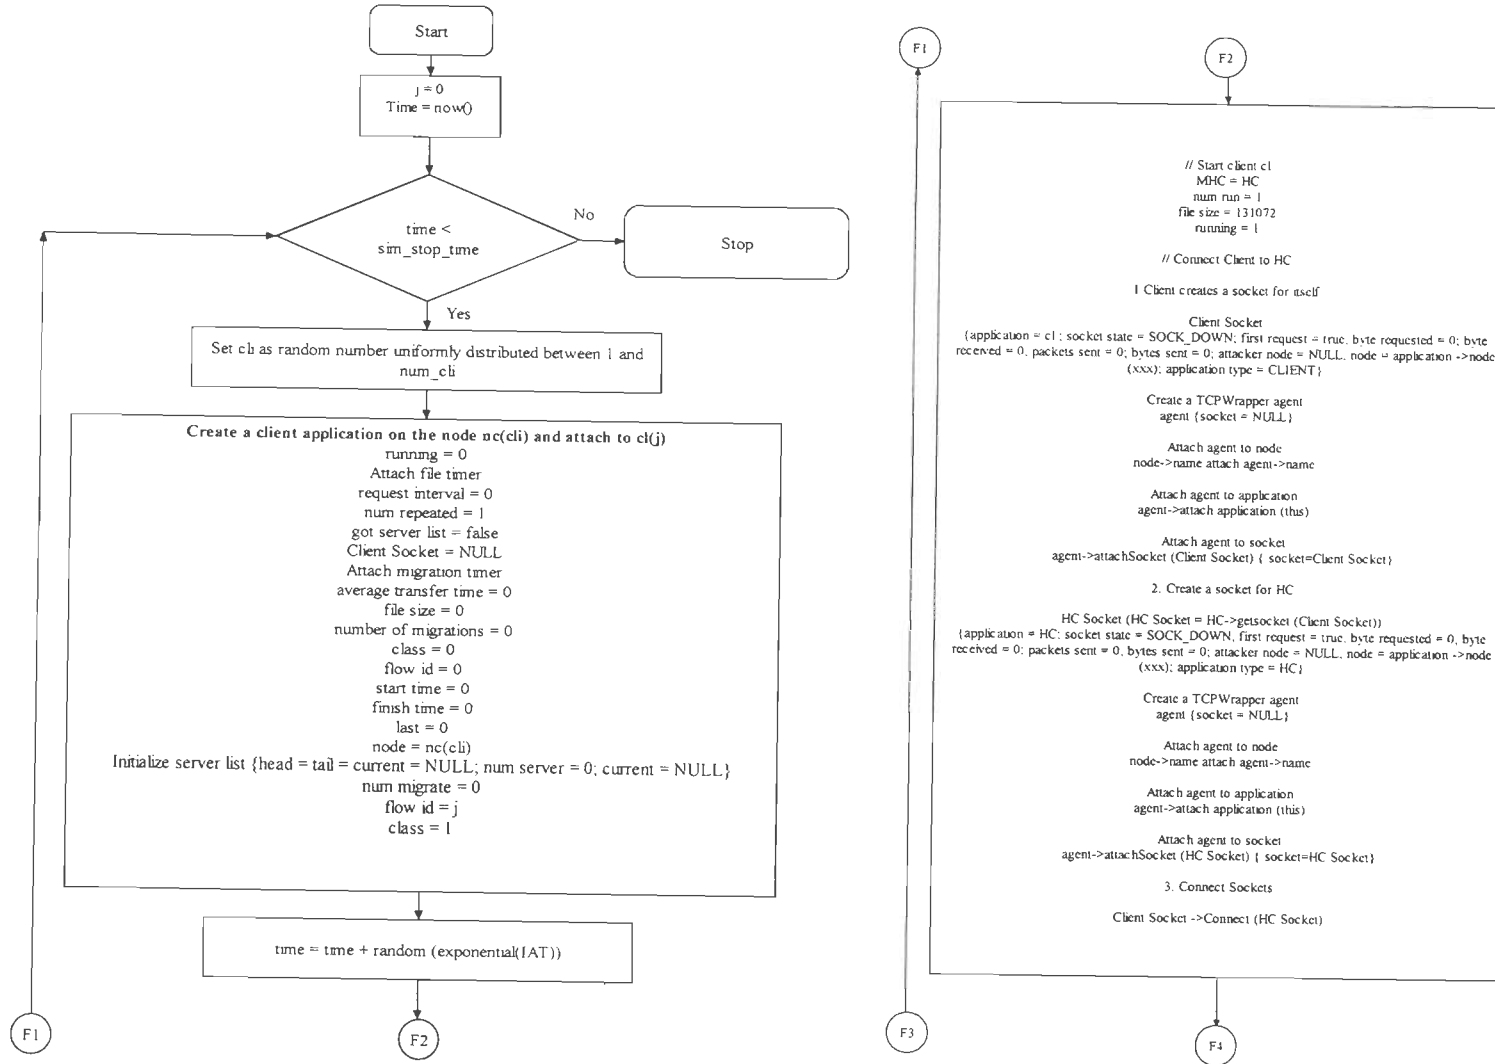 Start
j = 0
Time = now()
time <
sim_stop_time
No
Stop
Yes
Set cli as random number uniformly distributed between 1 and
num_cli
Create a client application on the node nc(cli) and attach to cl(j)
running = 0
Attach file timer
request interval = 0
num repeated = 1
got server list = false
Client Socket = NULL
Attach migration timer
average transfer time = 0
file size = 0
number of migrations = 0
class = 0
flow id = 0
start time = 0
finish time = 0
last = 0
node = nc(cli)
Initialize server list {head = tail = current = NULL; num server = 0; current = NULL}
num migrate = 0
flow id = j
class = 1
time = time + random (exponential(IAT))
F1
F2
F1
F2
// Start client cl
MHC = HC
num run = 1
file size = 131072
running = 1
// Connect Client to HC
1 Client creates a socket for itself
Client Socket
{application = cl ; socket state = SOCK_DOWN; first request = true, byte requested = 0; byte
received = 0, packets sent = 0; bytes sent = 0; attacker node = NULL, node = application ->node
(xxx); application type = CLIENT}
Create a TCPWrapper agent
agent {socket = NULL}
Attach agent to node
node->name attach agent->name
Attach agent to application
agent->attach application (this)
Attach agent to socket
agent->attachSocket (Client Socket) { socket=Client Socket}
2. Create a socket for HC
HC Socket (HC Socket = HC->getsocket (Client Socket))
{application = HC; socket state = SOCK_DOWN, first request = true, byte requested = 0, byte
received = 0; packets sent = 0, bytes sent = 0; attacker node = NULL, node = application ->node
(xxx); application type = HC}
Create a TCPWrapper agent
agent {socket = NULL}
Attach agent to node
node->name attach agent->name
Attach agent to application
agent->attach application (this)
Attach agent to socket
agent->attachSocket (HC Socket) { socket=HC Socket}
3. Connect Sockets
Client Socket ->Connect (HC Socket)
F3
F4